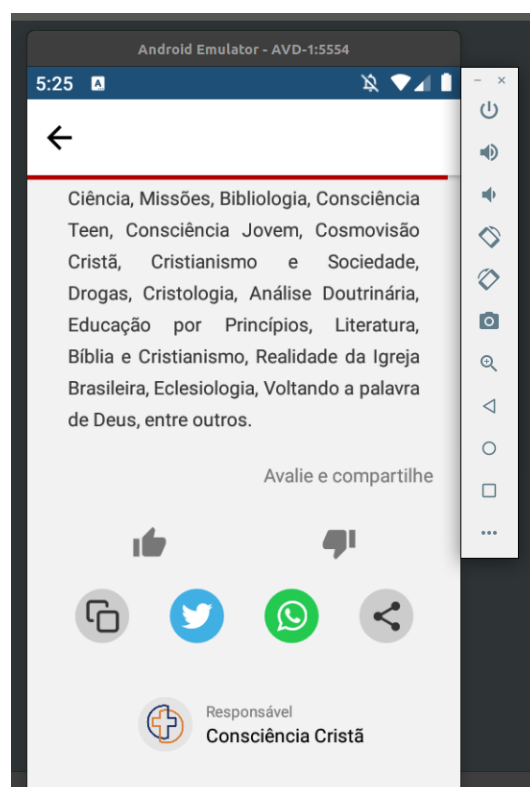 Android Emulator - AVD-1:5554
5:25
A
Ciência, Missões, Bibliologia, Consciência
Teen, Consciência Jovem, Cosmovisão
Cristã, Cristianismo e Sociedade,
Drogas, Cristologia, Análise Doutrinária,
Educação por Princípios, Literatura,
Bíblia e Cristianismo, Realidade da Igreja
Brasileira, Eclesiologia, Voltando a palavra
de Deus, entre outros.
Avalie e compartilhe
Responsável
Consciência Cristã